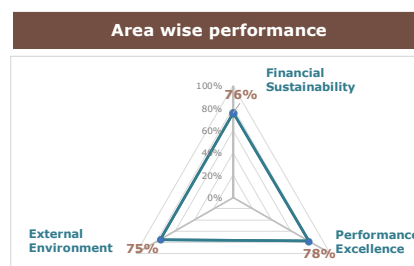 Area wise performance
Financial
Sustainability
100%
76%
80%
60%
40%
20%
0%
External
Environment
75%
Performance
Excellence
78%